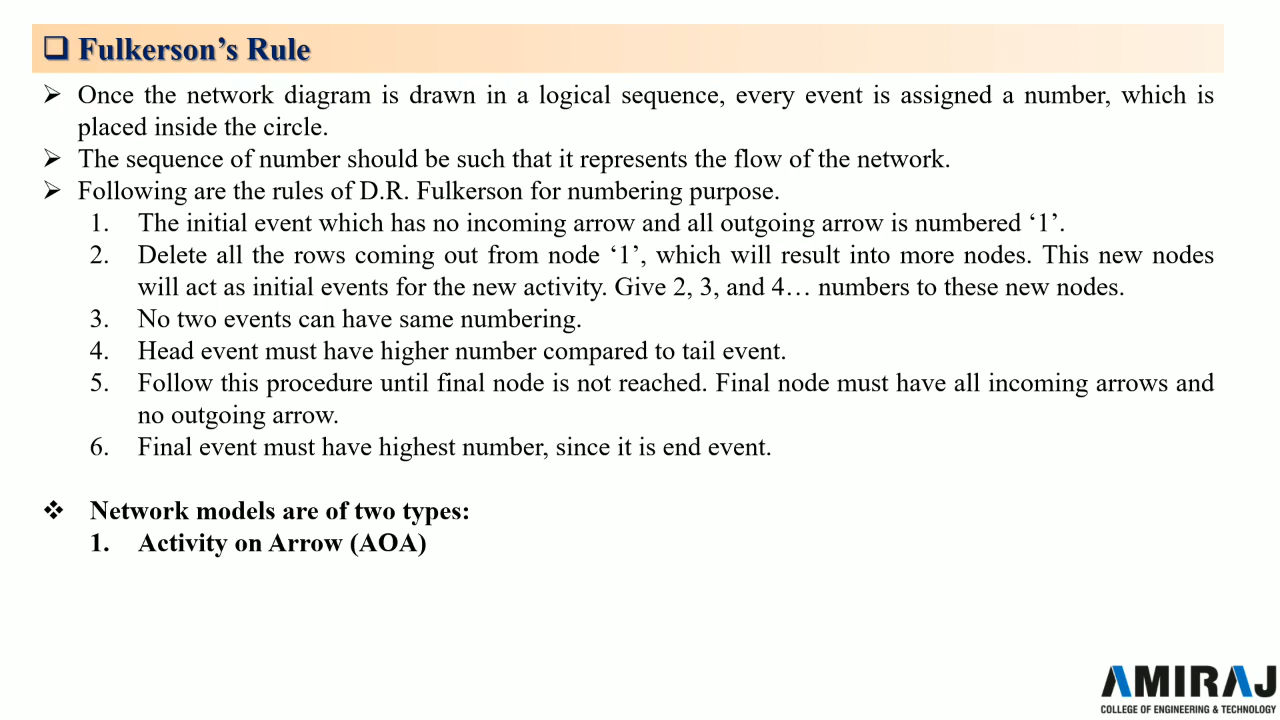 ❑ Fulkerson’s Rule
➢ Once the network diagram is drawn in a logical sequence, every event is assigned a number, which is
placed inside the circle.
➢ The sequence of number should be such that it represents the flow of the network.
➢ Following are the rules of D.R. Fulkerson for numbering purpose.
1. The initial event which has no incoming arrow and all outgoing arrow is numbered ‘1’.
2. Delete all the rows coming out from node ‘1’, which will result into more nodes. This new nodes
will act as initial events for the new activity. Give 2, 3, and 4… numbers to these new nodes.
3. No two events can have same numbering.
4. Head event must have higher number compared to tail event.
5. Follow this procedure until final node is not reached. Final node must have all incoming arrows and
no outgoing arrow.
6. Final event must have highest number, since it is end event.
❖ Network models are of two types:
1. Activity on Arrow (AOA)
AMIRAJ
COLLEGE OF ENGINEERING & TECHNOLOGY